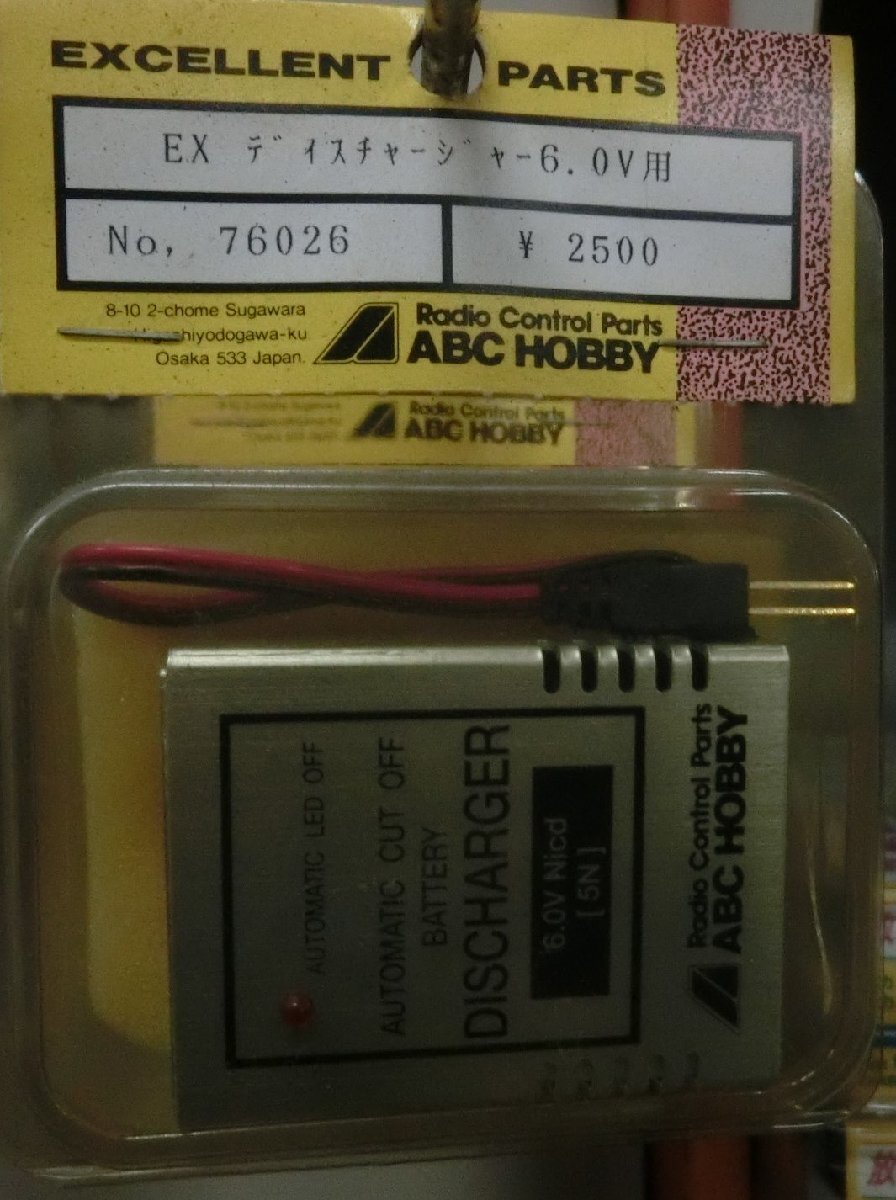 EXCELLENT PARTS
EX ディスチャージャー6.0V用
No, 76026
¥ 2500
8-10 2-chome Sugawara
Higashiyodogawa-ku
Osaka 533 Japan.
Radio Control Parts
ABC HOBBY
Radio Control Parts
ABC HOBBY
AUTOMATIC LED OFF
AUTOMATIC CUT OFF
BATTERY
DISCHARGER
6.0V Nicd
[5N]
Radio Control Parts
ABC HOBBY